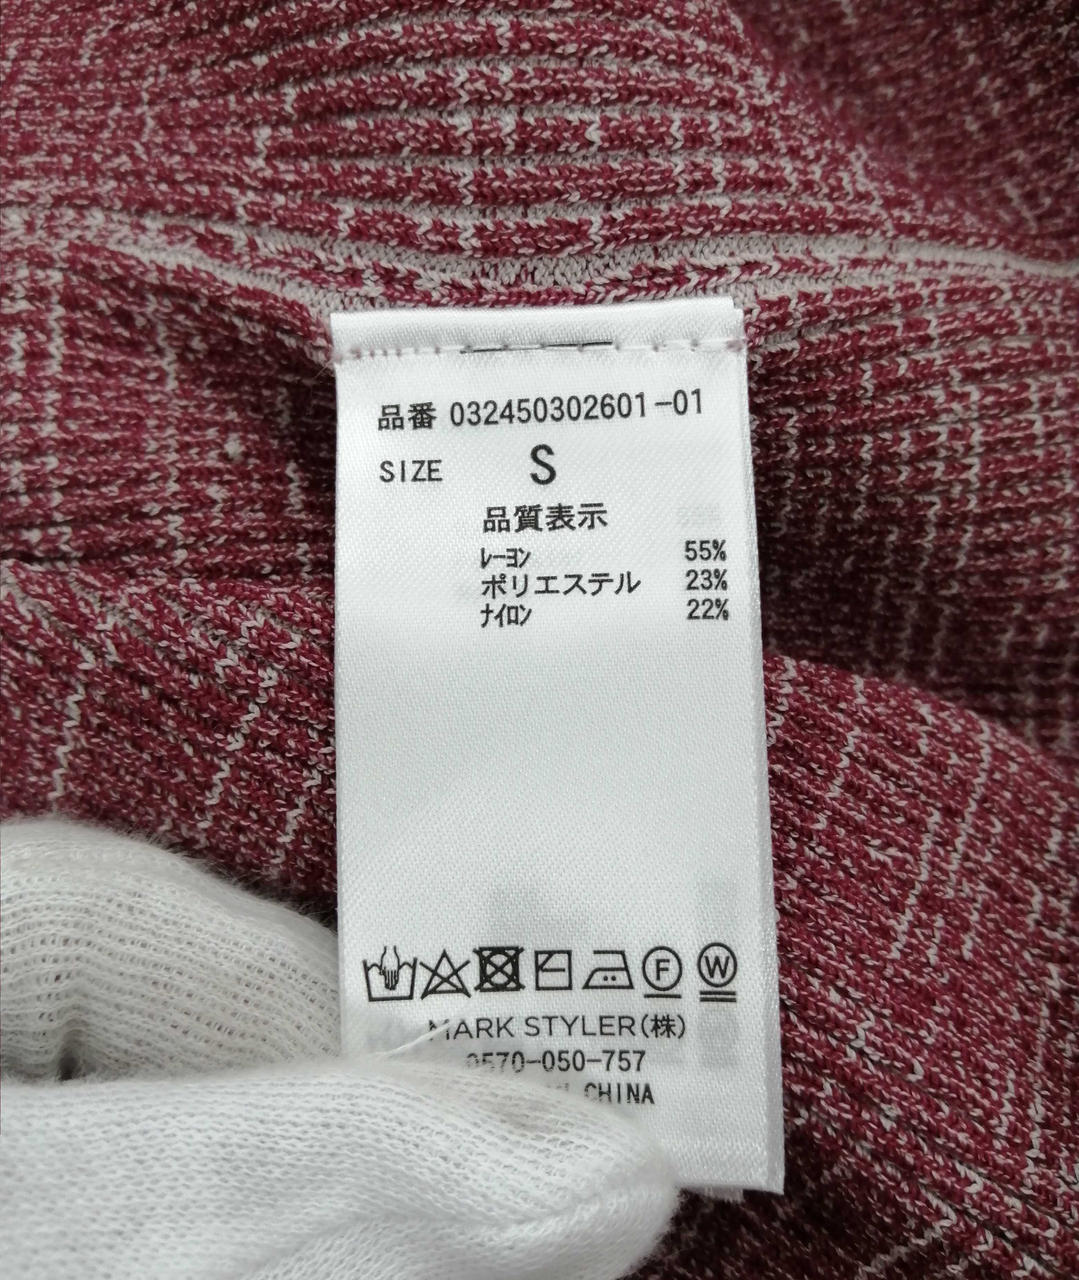 品番 032450302601-01
SIZE S
品質表示
レーヨン 55%
ポリエステル 23%
ナイロン 22%
F W
MARK STYLER(株)
0570-050-757
CHINA